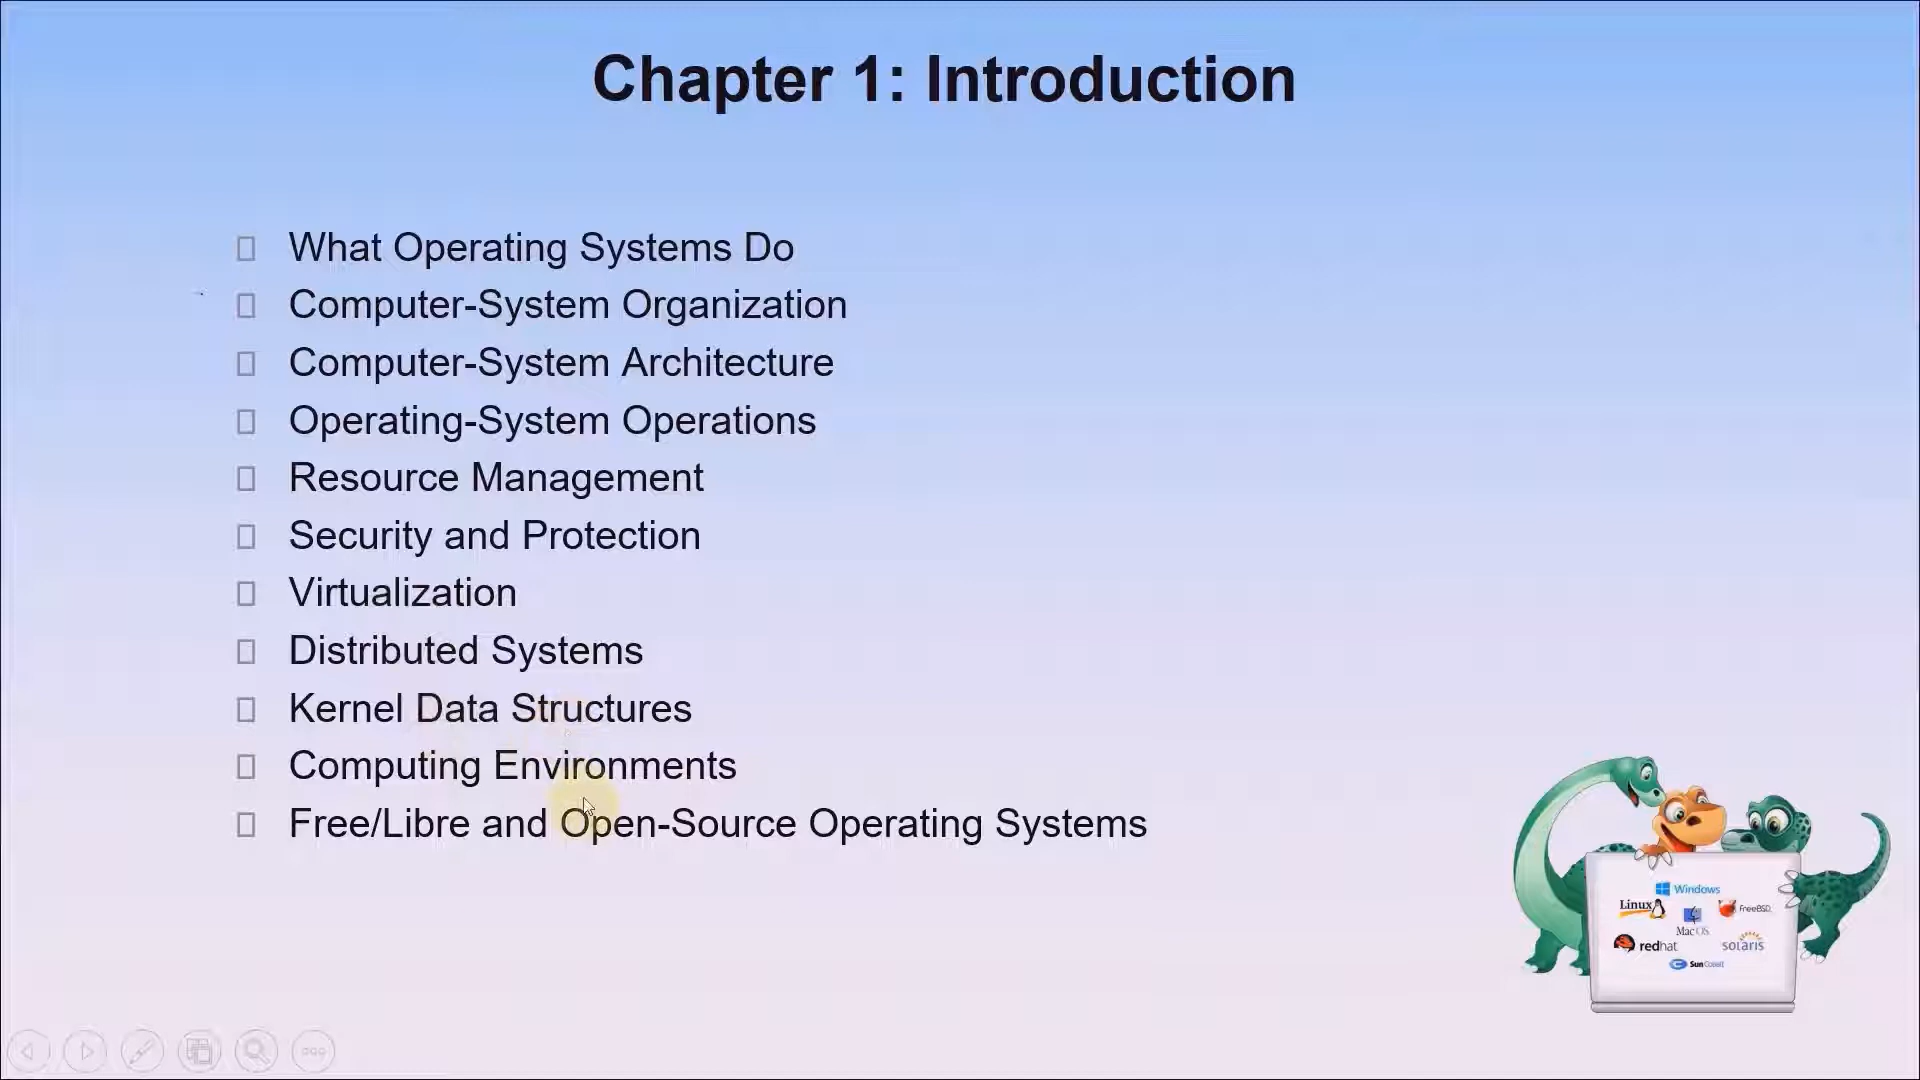 Chapter 1: Introduction
What Operating Systems Do
Computer-System Organization
Computer-System Architecture
Operating-System Operations
Resource Management
Security and Protection
Virtualization
Distributed Systems
Kernel Data Structures
Computing Environments
Free/Libre and Open-Source Operating Systems
Windows
Linux
FreeBSD
Mac OS
redhat
solaris
Sun Cobalt